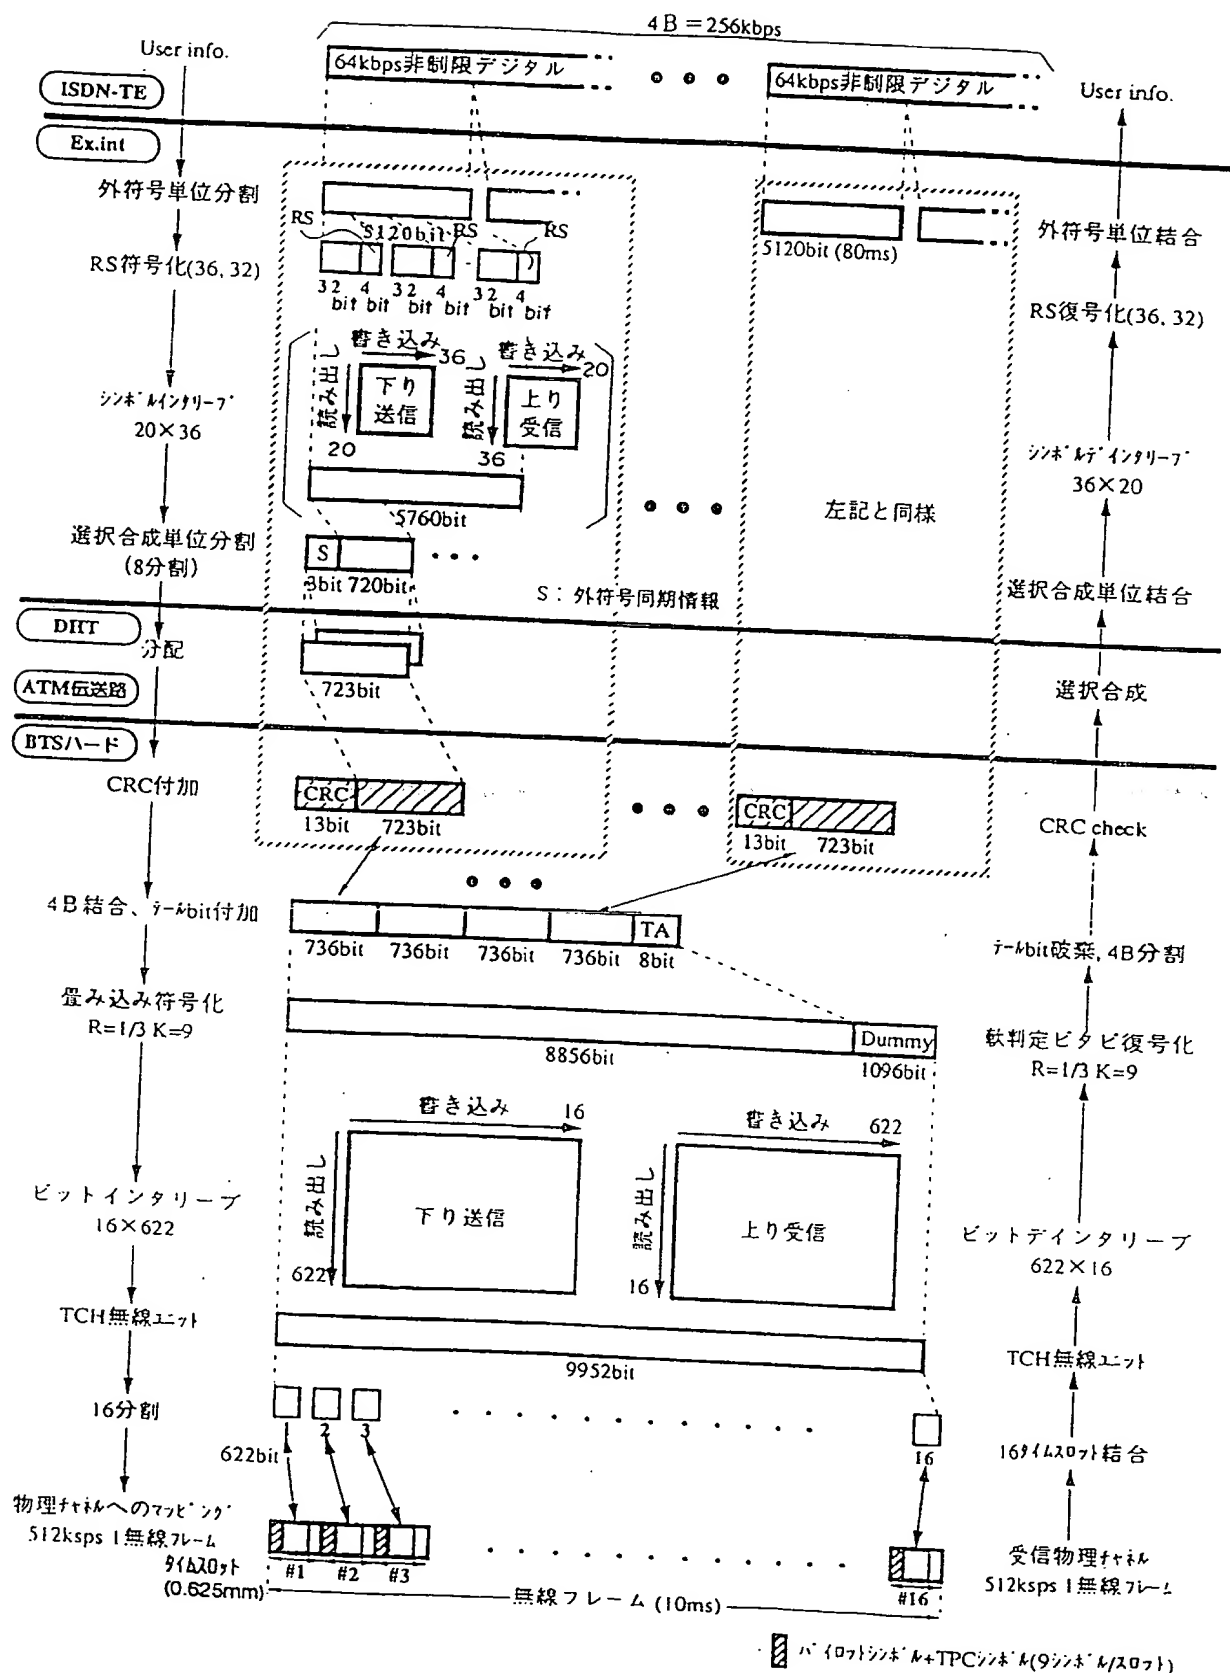 4B=256kbps
User info.
64kbps非制限デジタル
64kbps非制限デジタル
User info.
ISDN-TE
Ex.int
外符号単位分割
RS
5120bit
RS
RS
5120bit (80ms)
外符号単位結合
RS符号化(36, 32)
32 bit
4 bit
32 bit
4 bit
32 bit
4 bit
RS復号化(36, 32)
書き込み
36
読み出し
下り
送信
20
書き込み
20
読み出し
上り
受信
36
シンボルインタリーブ
20×36
シンボルデインタリーブ
36×20
5760bit
左記と同様
選択合成単位分割
(8分割)
S
3bit 720bit
S：外符号同期情報
選択合成単位結合
DHT
分配
723bit
ATM伝送路
選択合成
BTSハード
CRC付加
CRC
13bit
723bit
CRC
13bit
723bit
CRC check
4B結合、テールbit付加
TA
736bit
736bit
736bit
736bit
8bit
テールbit破棄, 4B分割
畳み込み符号化
R=1/3 K=9
Dummy
8856bit
1096bit
軟判定ビタビ復号化
R=1/3 K=9
書き込み
16
読み出し
下り送信
622
書き込み
622
読み出し
上り受信
16
ビットインタリーブ
16×622
ビットデインタリーブ
622×16
TCH無線ユニット
9952bit
TCH無線ユニット
16分割
2
3
16
622bit
16タイムスロット結合
物理チャネルへのマッピング
512ksps 1無線フレーム
タイムスロット
(0.625mm)
#1
#2
#3
#16
無線フレーム (10ms)
受信物理チャネル
512ksps 1無線フレーム
パイロットシンボル+TPCシンボル(9シンボル/スロット)